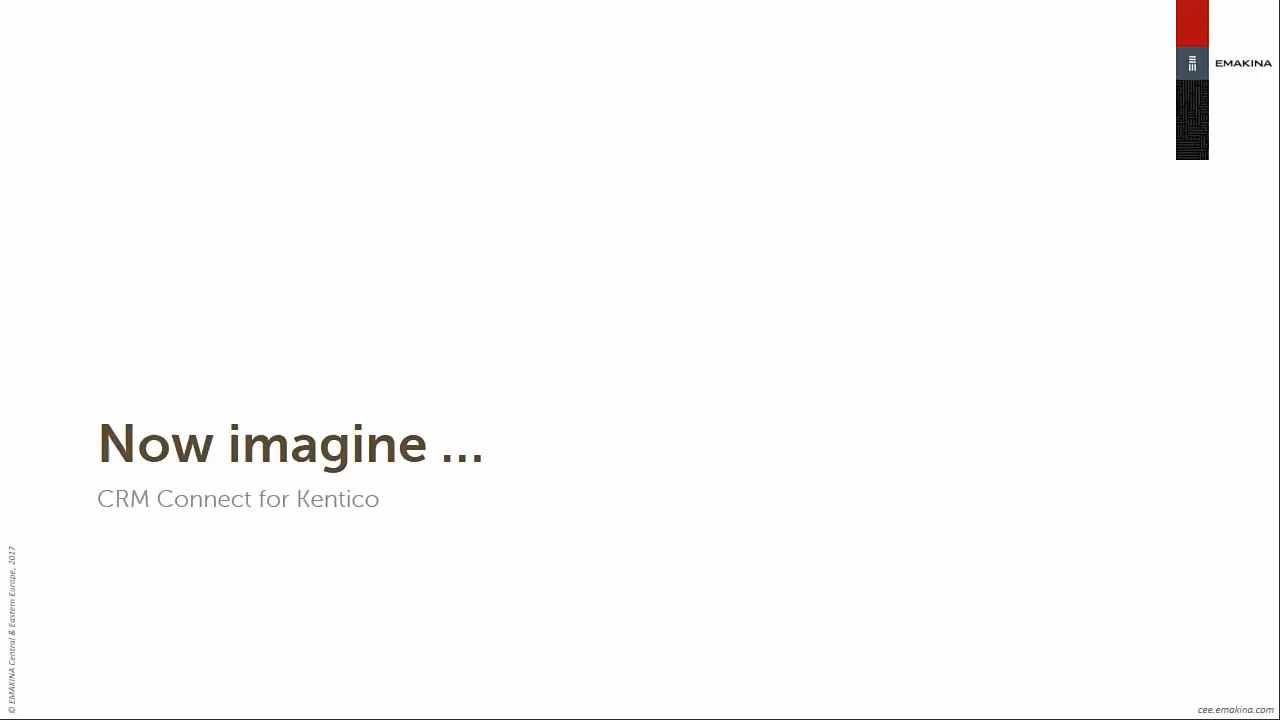 EMAKINA
Now imagine ...
CRM Connect for Kentico
© EMAKINA Central & Eastern Europe, 2017
cee.emakina.com